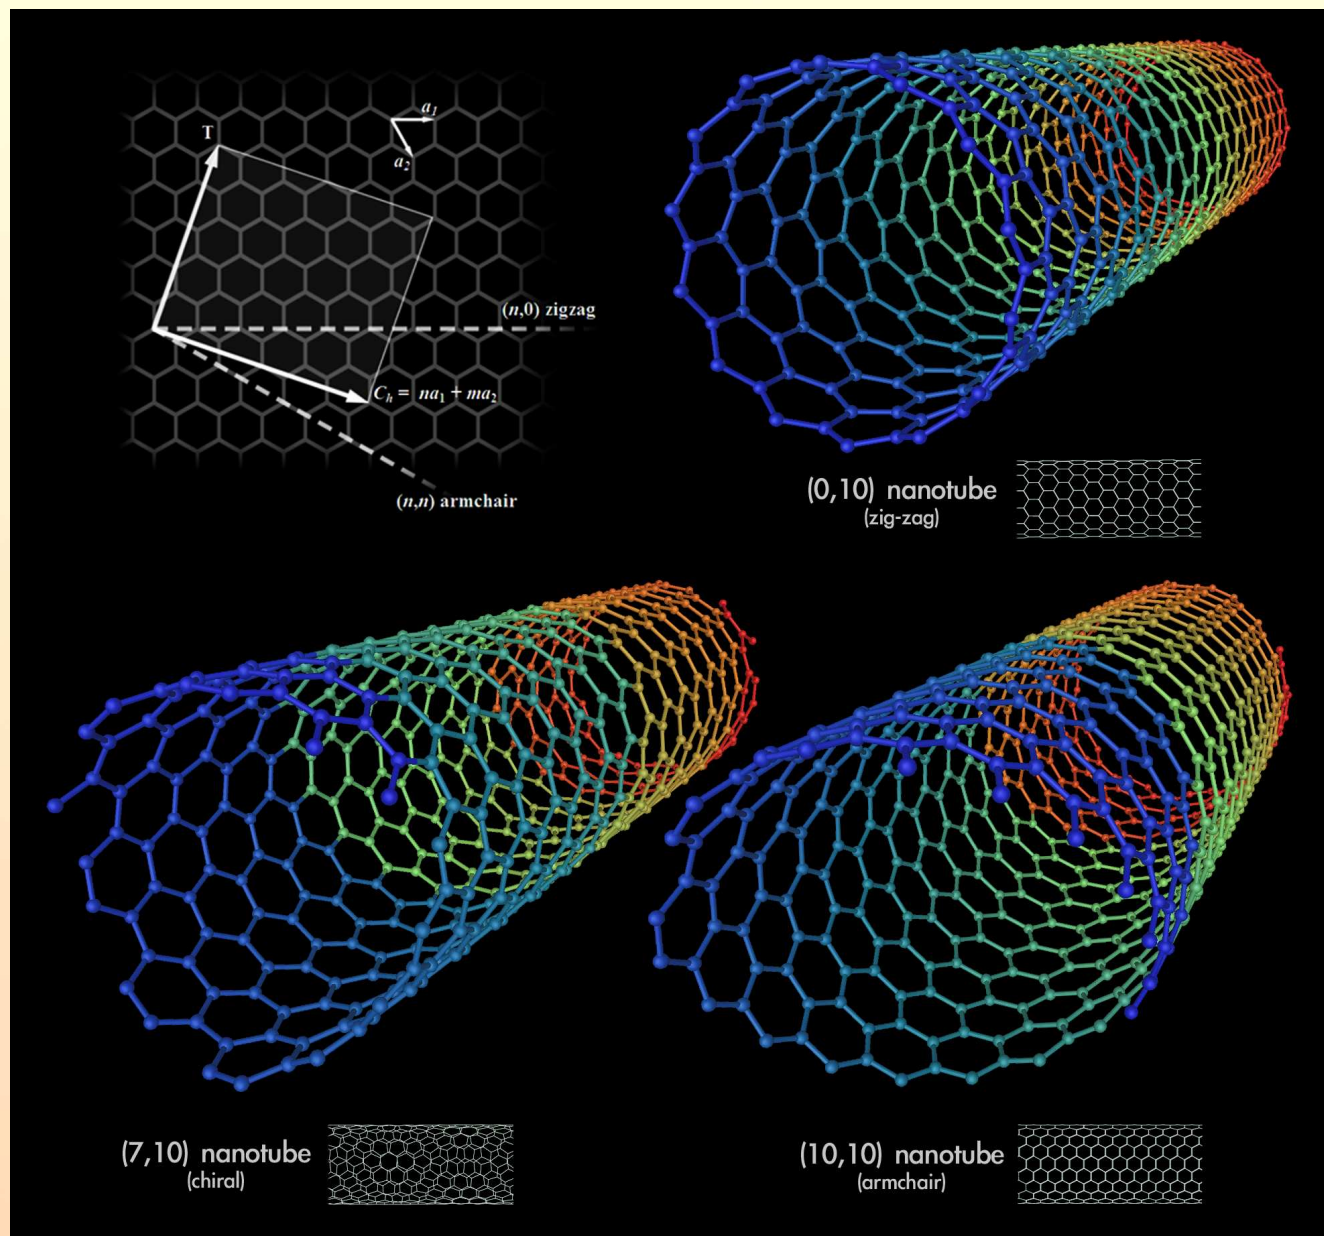 a₁
T
a₂
(n,0) zigzag
Cₕ = na₁ + ma₂
(n,n) armchair
(0,10) nanotube
(zig-zag)
(7,10) nanotube
(chiral)
(10,10) nanotube
(armchair)